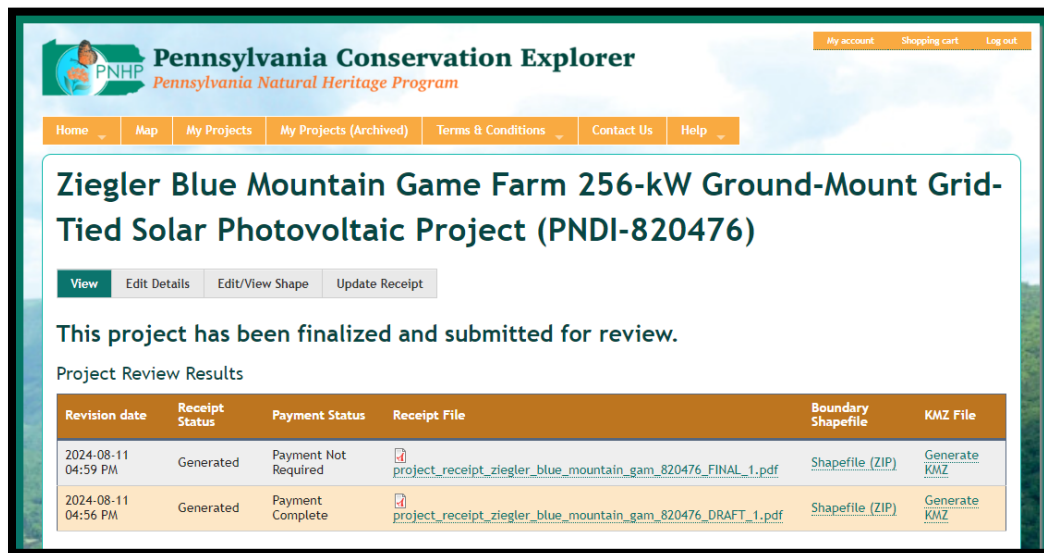 My account Shopping cart Log out
PNHP
Pennsylvania Conservation Explorer
Pennsylvania Natural Heritage Program
Home Map My Projects My Projects (Archived) Terms & Conditions Contact Us Help
Ziegler Blue Mountain Game Farm 256-kW Ground-Mount Grid-
Tied Solar Photovoltaic Project (PNDI-820476)
View Edit Details Edit/View Shape Update Receipt
This project has been finalized and submitted for review.
Project Review Results
Revision date Receipt Status Payment Status Receipt File Boundary Shapefile KMZ File
2024-08-11 04:59 PM Generated Payment Not Required project_receipt_ziegler_blue_mountain_gam_820476_FINAL_1.pdf Shapefile (ZIP) Generate KMZ
2024-08-11 04:56 PM Generated Payment Complete project_receipt_ziegler_blue_mountain_gam_820476_DRAFT_1.pdf Shapefile (ZIP) Generate KMZ